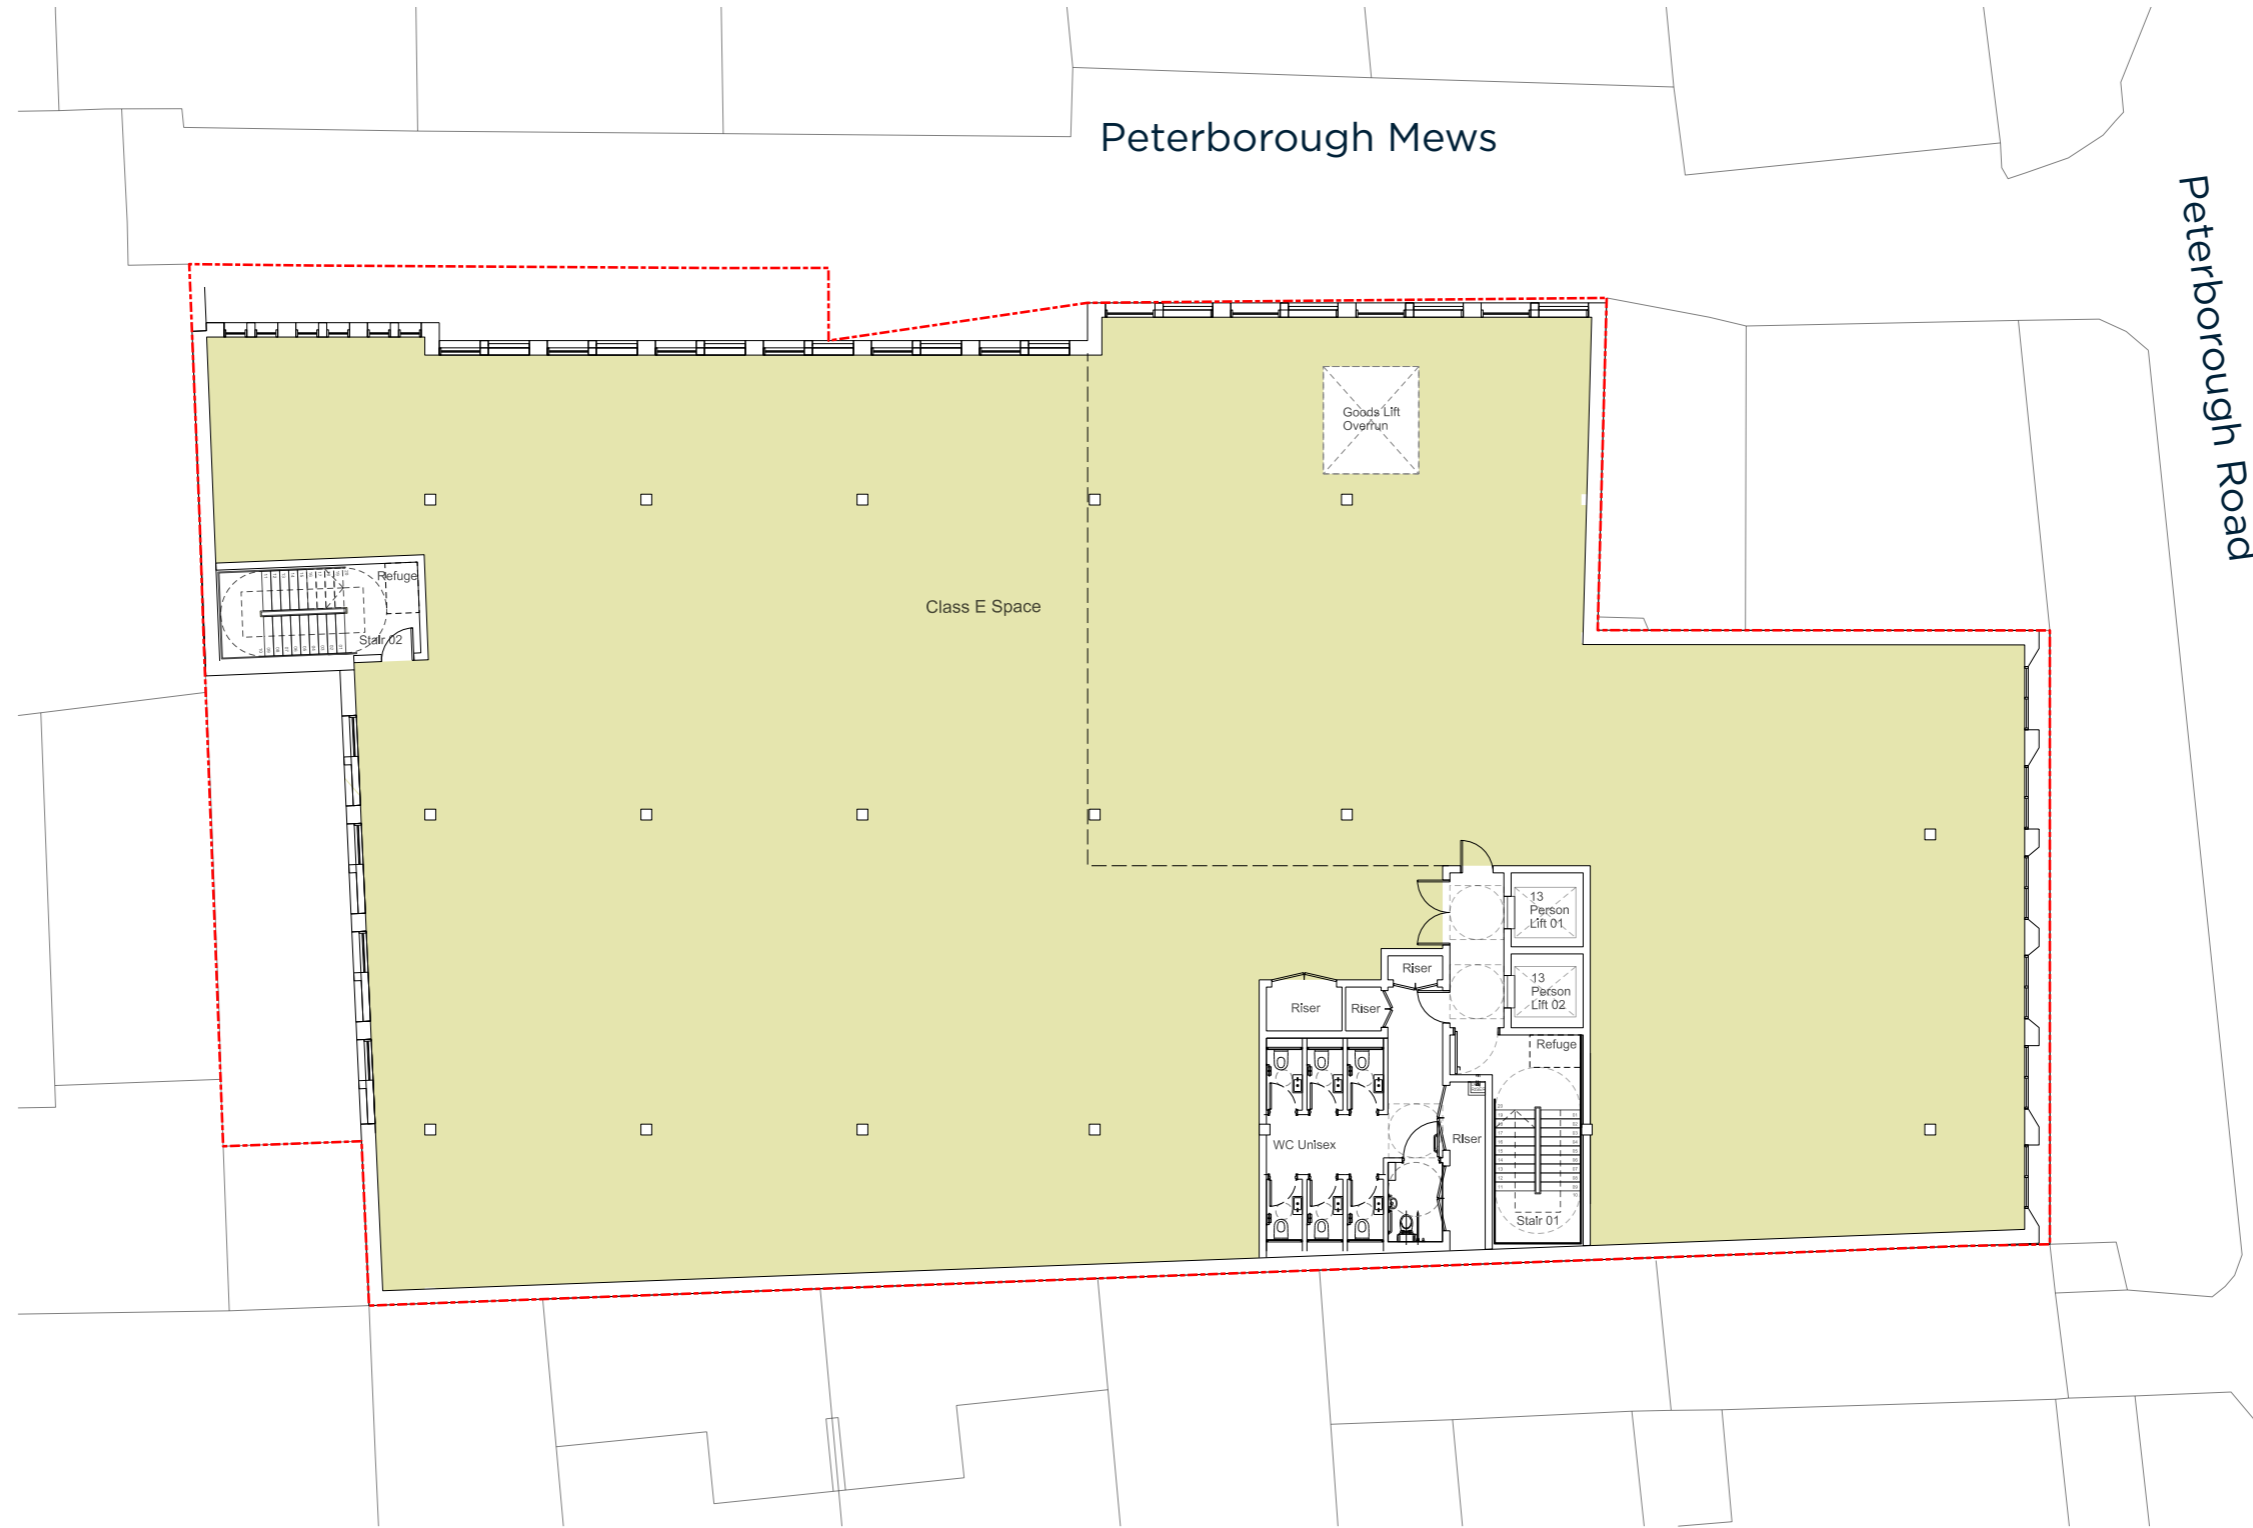 Peterborough Mews
Peterborough Road
Goods Lift
Overrun
Refuge
Class E Space
Stair 02
13
Person
Lift 01
Riser
13
Person
Lift 02
Riser
Riser
Refuge
WC Unisex
Riser
Stair 01